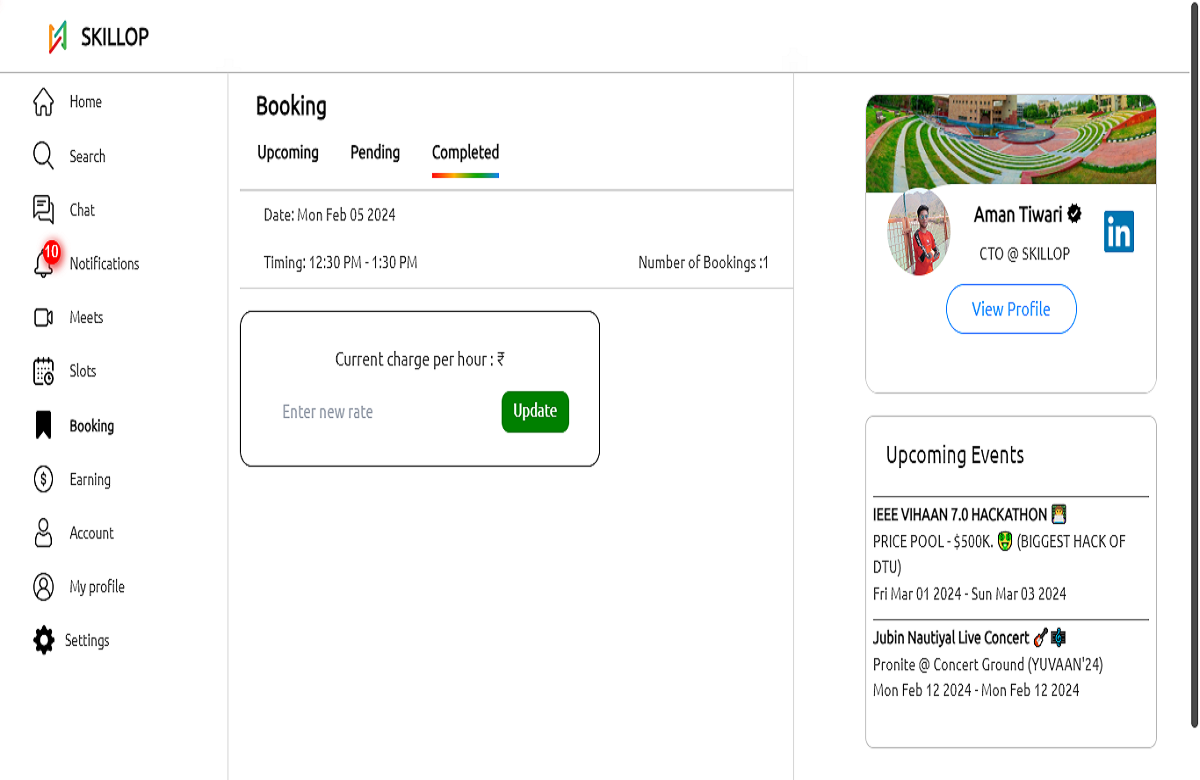 SKILLOP
Home
Search
Chat
10
Notifications
Meets
Slots
Booking
Earning
Account
My profile
Settings
Booking
Upcoming Pending Completed
Date: Mon Feb 05 2024
Timing: 12:30 PM - 1:30 PM Number of Bookings :1
Current charge per hour : ₹
Enter new rate Update
Aman Tiwari
CTO @ SKILLOP
in
View Profile
Upcoming Events
IEEE VIHAAN 7.0 HACKATHON 👨‍💻
PRICE POOL - $500K. 🤑 (BIGGEST HACK OF
DTU)
Fri Mar 01 2024 - Sun Mar 03 2024
Jubin Nautiyal Live Concert 🎸📸
Pronite @ Concert Ground (YUVAAN'24)
Mon Feb 12 2024 - Mon Feb 12 2024